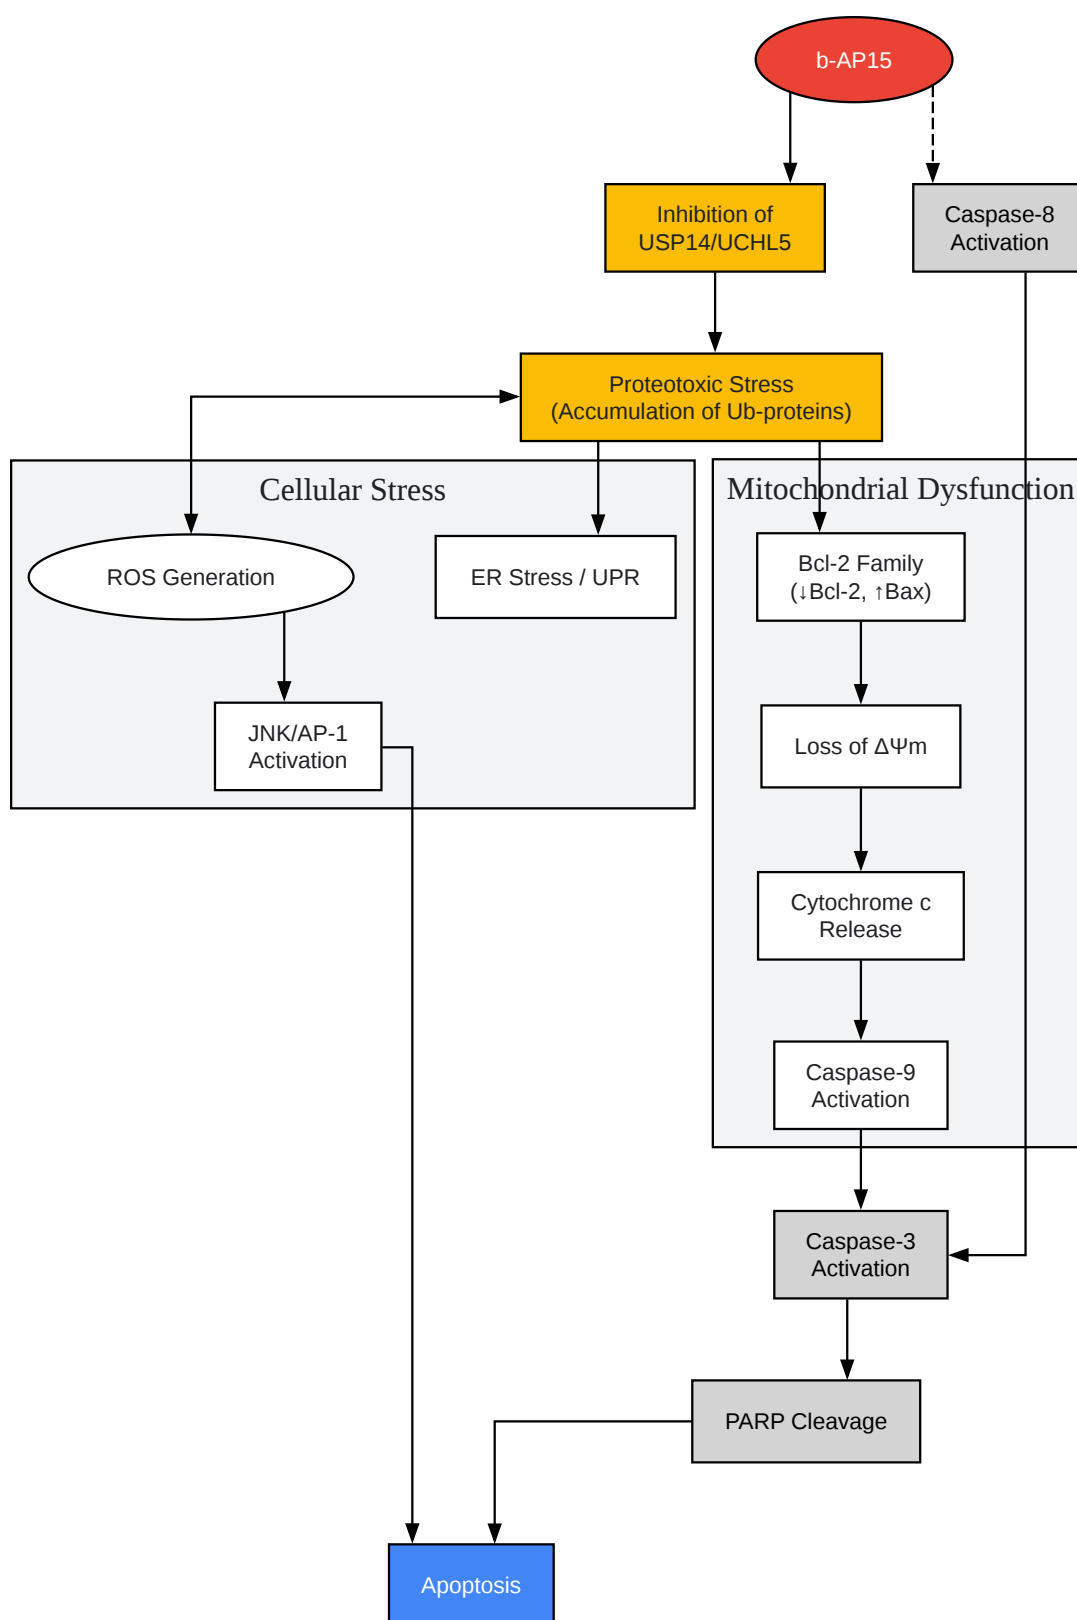 b-AP15
Inhibition of
USP14/UCHL5
Caspase-8
Activation
Proteotoxic Stress
(Accumulation of Ub-proteins)
Cellular Stress
Mitochondrial Dysfunction
ROS Generation
ER Stress / UPR
Bcl-2 Family
(↓Bcl-2, ↑Bax)
JNK/AP-1
Activation
Loss of ΔΨm
Cytochrome c
Release
Caspase-9
Activation
Caspase-3
Activation
PARP Cleavage
Apoptosis